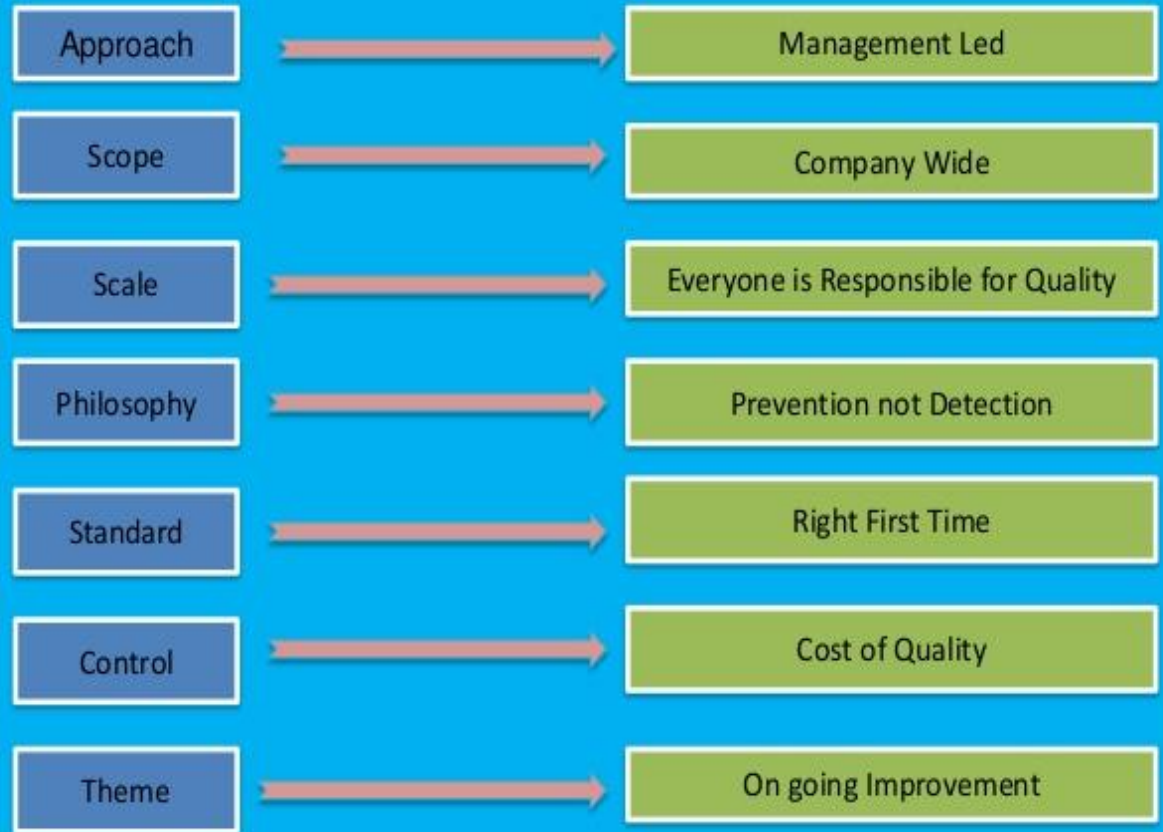 Approach
Management Led
Scope
Company Wide
Scale
Everyone is Responsible for Quality
Philosophy
Prevention not Detection
Standard
Right First Time
Control
Cost of Quality
Theme
On going Improvement